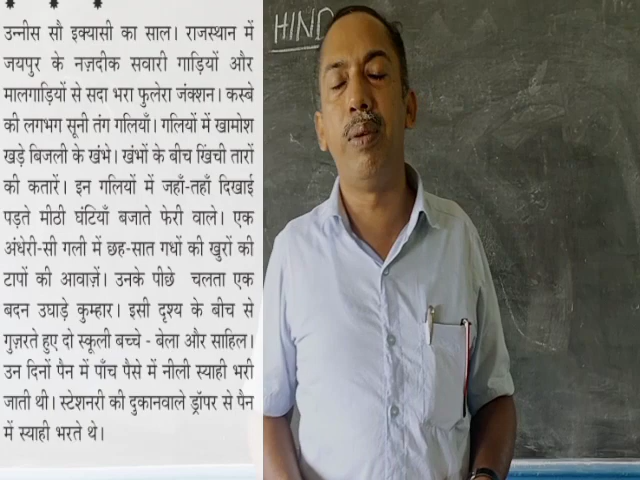 * * *
उन्नीस सौ इक्यासी का साल। राजस्थान में
जयपुर के नज़दीक सवारी गाड़ियों और
मालगाड़ियों से सदा भरा फुलेरा जंक्शन। कस्बे
की लगभग सूनी तंग गलियाँ। गलियों में खामोश
खड़े बिजली के खंभे। खंभों के बीच खिंची तारों
की कतारें। इन गलियों में जहाँ-तहाँ दिखाई
पड़ते मीठी घंटियाँ बजाते फेरी वाले। एक
अंधेरी-सी गली में छह-सात गधों की खुरों की
टापों की आवाज़ें। उनके पीछे चलता एक
बदन उघाड़े कुम्हार। इसी दृश्य के बीच से
गुज़रते हुए दो स्कूली बच्चे - बेला और साहिल।
उन दिनों पैन में पाँच पैसे में नीली स्याही भरी
जाती थी। स्टेशनरी की दुकानवाले ड्रॉपर से पैन
में स्याही भरते थे।
HIND